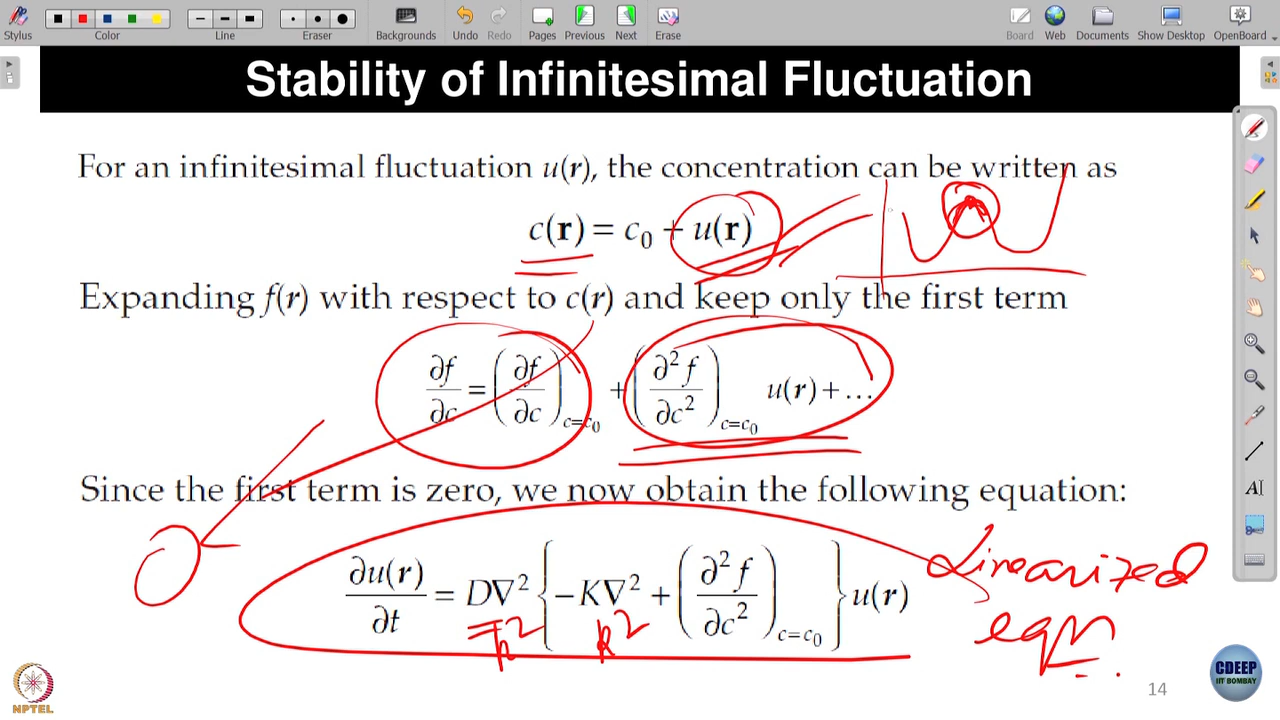 Stylus Color Line Eraser Backgrounds Undo Redo Pages Previous Next Erase Board Web Documents Show Desktop OpenBoard
Stability of Infinitesimal Fluctuation
For an infinitesimal fluctuation u(r), the concentration can be written as
c(r) = c₀ + u(r)
Expanding f(r) with respect to c(r) and keep only the first term
∂f/∂c = (∂f/∂c)_{c=c₀} + (∂²f/∂c²)_{c=c₀} u(r)+...
Since the first term is zero, we now obtain the following equation:
0
∂u(r)/∂t = D∇² {−K∇² + (∂²f/∂c²)_{c=c₀}} u(r)
-k² k²
Linearized
eqn.
NPTEL
14
CDEEP
IIT BOMBAY